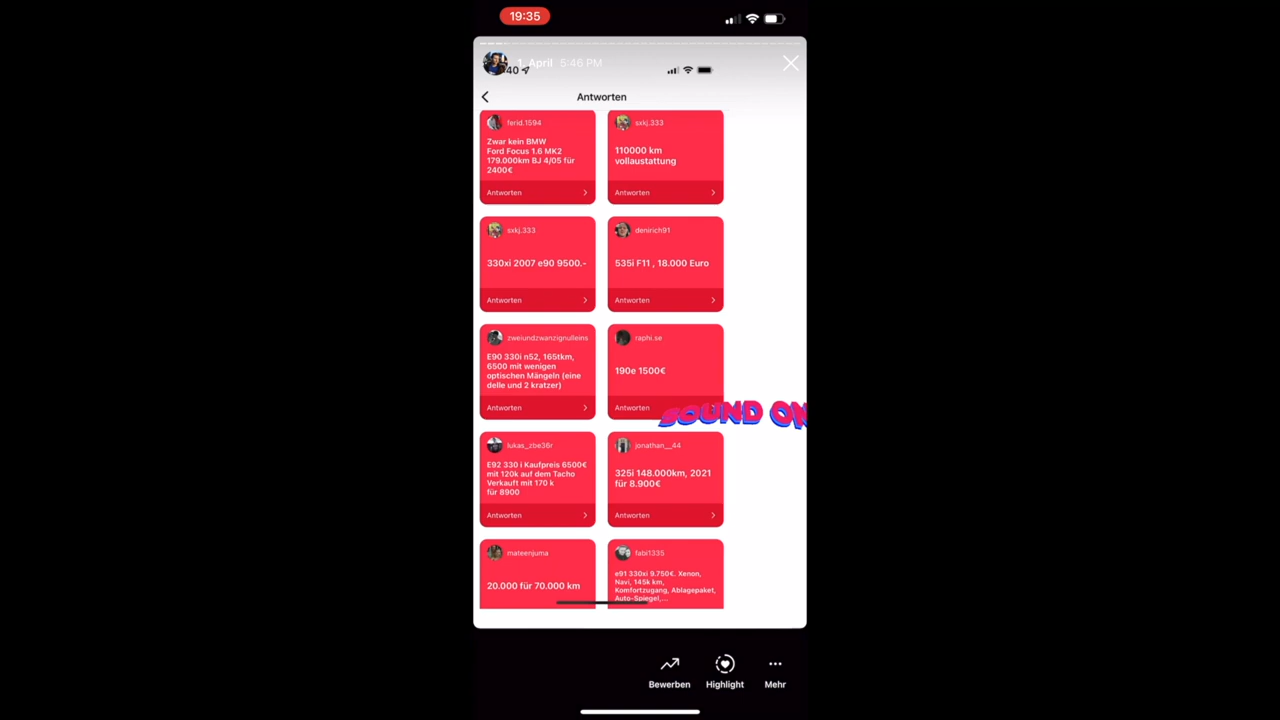 19:35
1. April 5:46 PM
40
Antworten
ferid.1594
Zwar kein BMW
Ford Focus 1.6 MK2
179.000km BJ 4/05 für
2400€
Antworten
sxkj.333
110000 km
vollaustattung
Antworten
sxkj.333
330xi 2007 e90 9500.-
Antworten
denirich91
535i F11 , 18.000 Euro
Antworten
zweiundzwanzignulleins
E90 330i n52, 165tkm,
6500 mit wenigen
optischen Mängeln (eine
delle und 2 kratzer)
Antworten
raphi.se
190e 1500€
Antworten
SOUND ON
lukas_zbe36r
E92 330 i Kaufpreis 6500€
mit 120k auf dem Tacho
Verkauft mit 170 k
für 8900
Antworten
jonathan__44
325i 148.000km, 2021
für 8.900€
Antworten
mateenjuma
20.000 für 70.000 km
fabi1335
e91 330xi 9.750€. Xenon,
Navi, 145k km,
Komfortzugang, Ablagepaket,
Auto-Spiegel,...
Bewerben
Highlight
Mehr